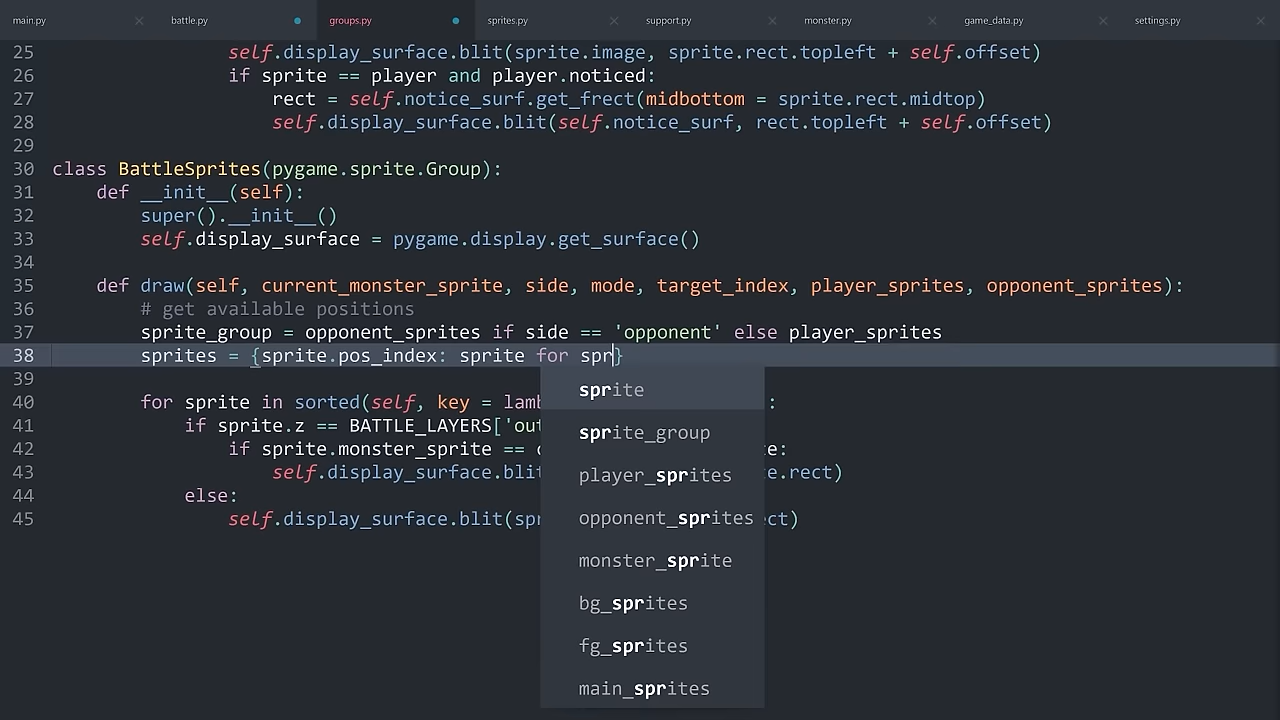 main.py battle.py groups.py sprites.py support.py monster.py game_data.py settings.py
25 self.display_surface.blit(sprite.image, sprite.rect.topleft + self.offset)
26 if sprite == player and player.noticed:
27 rect = self.notice_surf.get_frect(midbottom = sprite.rect.midtop)
28 self.display_surface.blit(self.notice_surf, rect.topleft + self.offset)
29
30 class BattleSprites(pygame.sprite.Group):
31 def __init__(self):
32 super().__init__()
33 self.display_surface = pygame.display.get_surface()
34
35 def draw(self, current_monster_sprite, side, mode, target_index, player_sprites, opponent_sprites):
36 # get available positions
37 sprite_group = opponent_sprites if side == 'opponent' else player_sprites
38 sprites = {sprite.pos_index: sprite for spr}
39
40 for sprite in sorted(self, key = lamb :
41 if sprite.z == BATTLE_LAYERS['out
42 if sprite.monster_sprite == c te:
43 self.display_surface.blit e.rect)
44 else:
45 self.display_surface.blit(spr ct)
sprite
sprite_group
player_sprites
opponent_sprites
monster_sprite
bg_sprites
fg_sprites
main_sprites